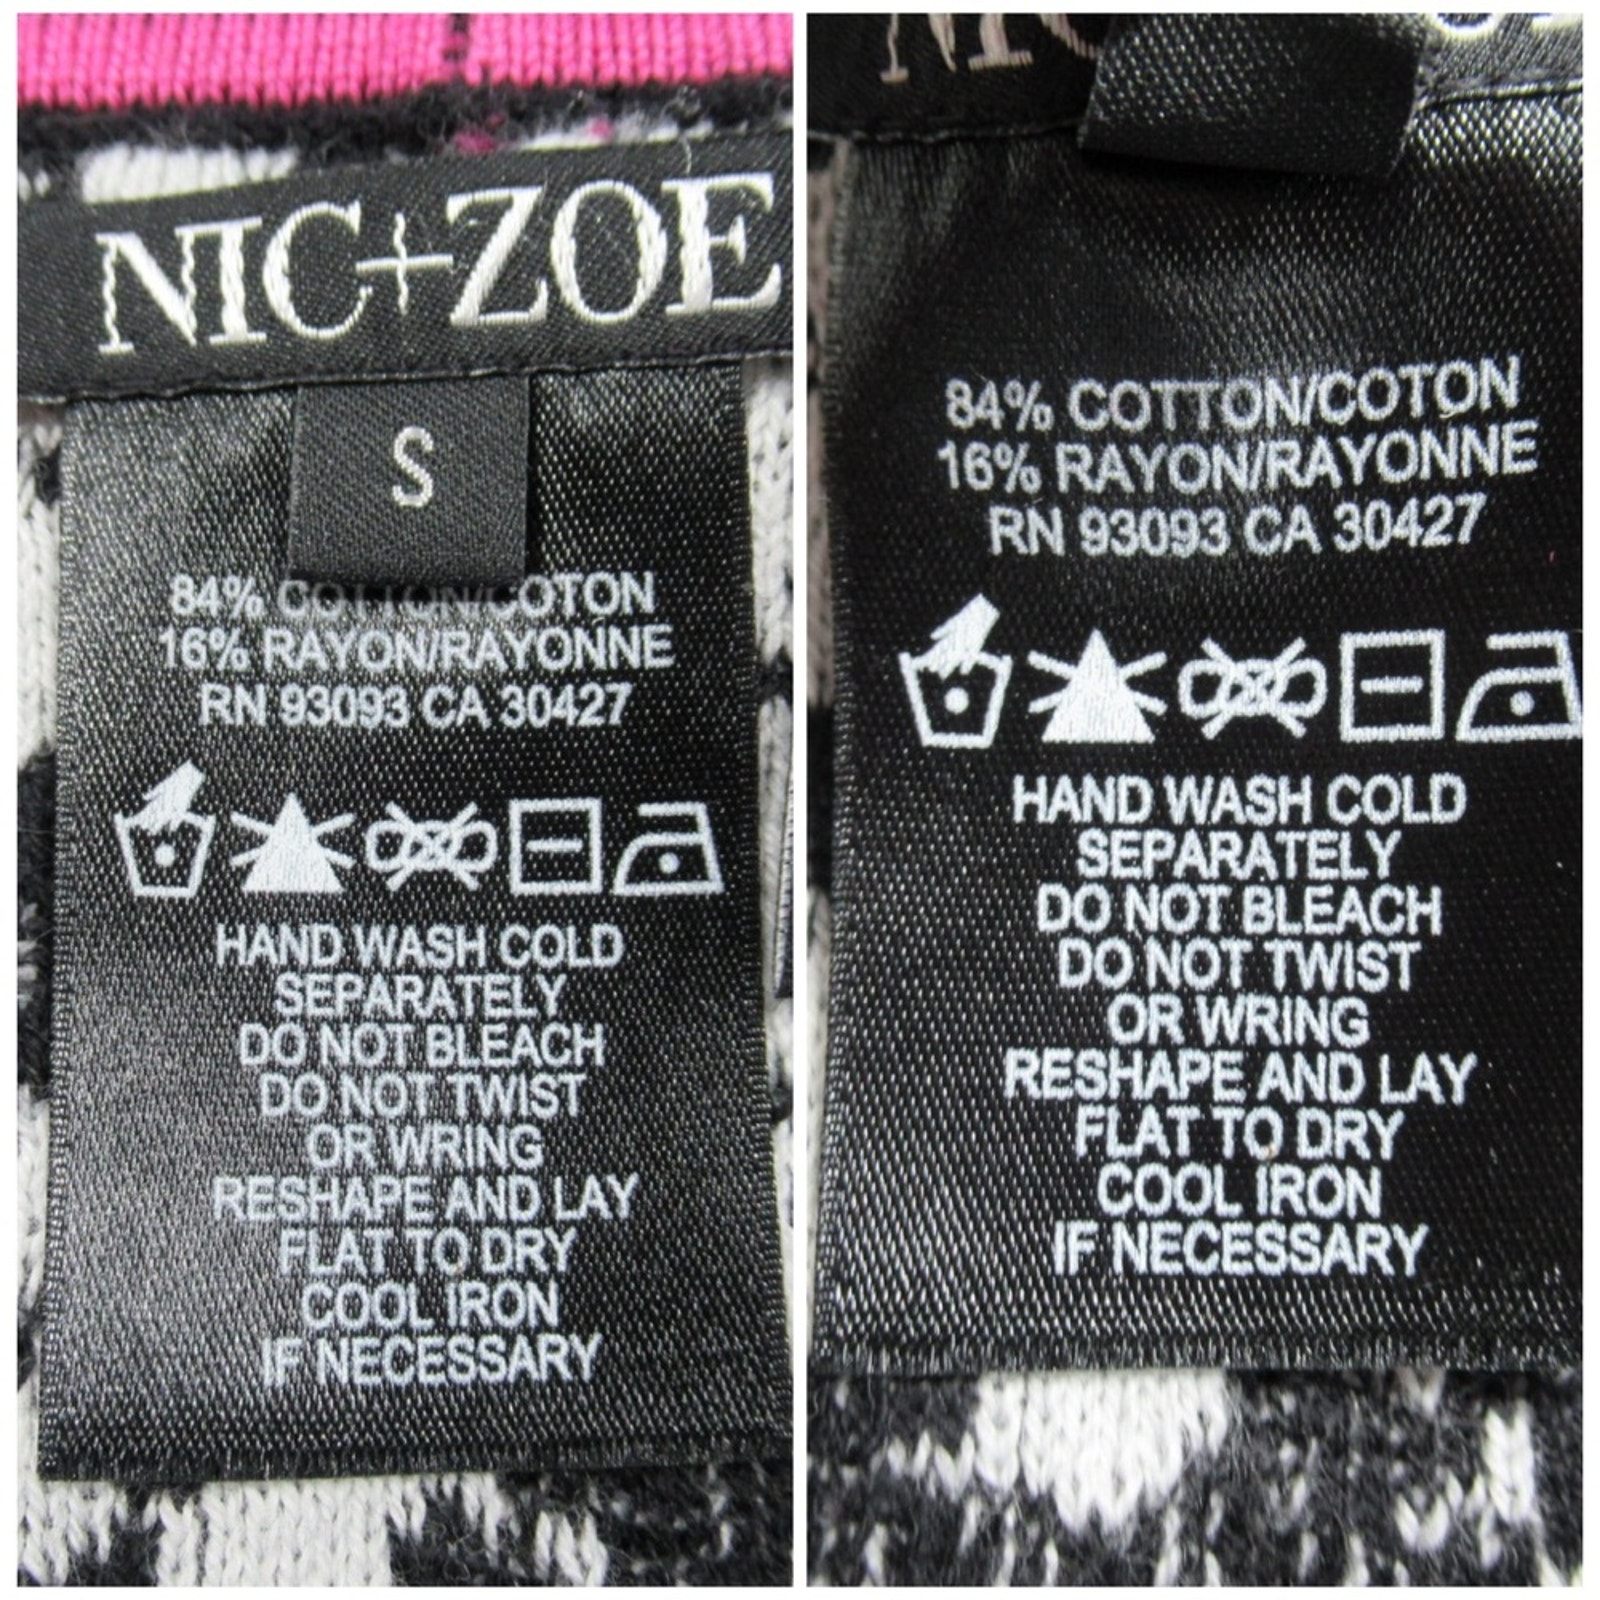 NIC+ZOE
S
84% COTTON/COTON
16% RAYON/RAYONNE
RN 93093 CA 30427
HAND WASH COLD
SEPARATELY
DO NOT BLEACH
DO NOT TWIST
OR WRING
RESHAPE AND LAY
FLAT TO DRY
COOL IRON
IF NECESSARY
84% COTTON/COTON
16% RAYON/RAYONNE
RN 93093 CA 30427
HAND WASH COLD
SEPARATELY
DO NOT BLEACH
DO NOT TWIST
OR WRING
RESHAPE AND LAY
FLAT TO DRY
COOL IRON
IF NECESSARY